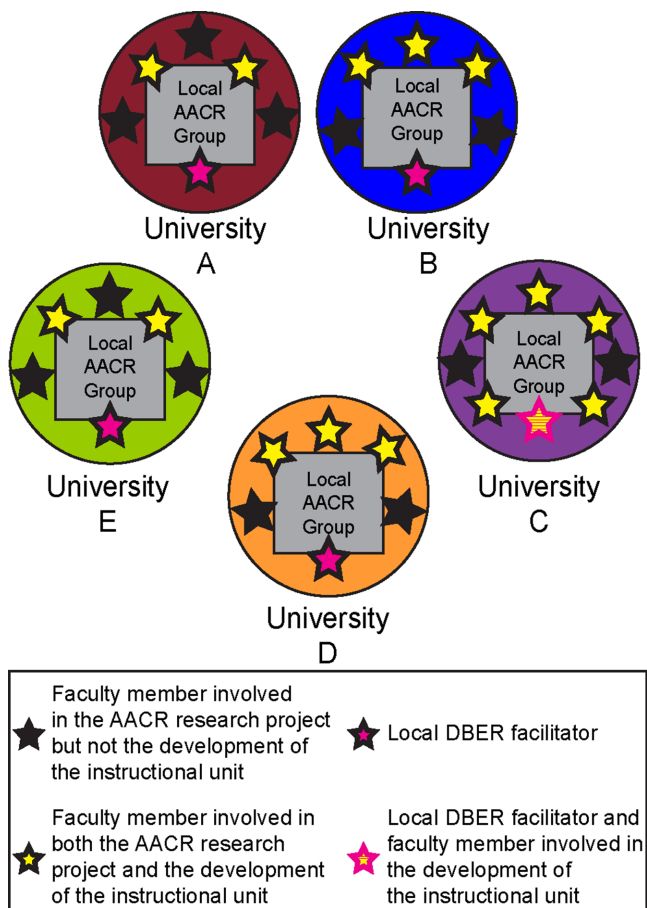 Local
AACR
Group
University
A
Local
AACR
Group
University
B
Local
AACR
Group
University
E
Local
AACR
Group
University
C
Local
AACR
Group
University
D
Faculty member involved
in the AACR research project
but not the development of
the instructional unit
Local DBER facilitator
Faculty member involved in
both the AACR research
project and the development
of the instructional unit
Local DBER facilitator and
faculty member involved in
the development of
the instructional unit